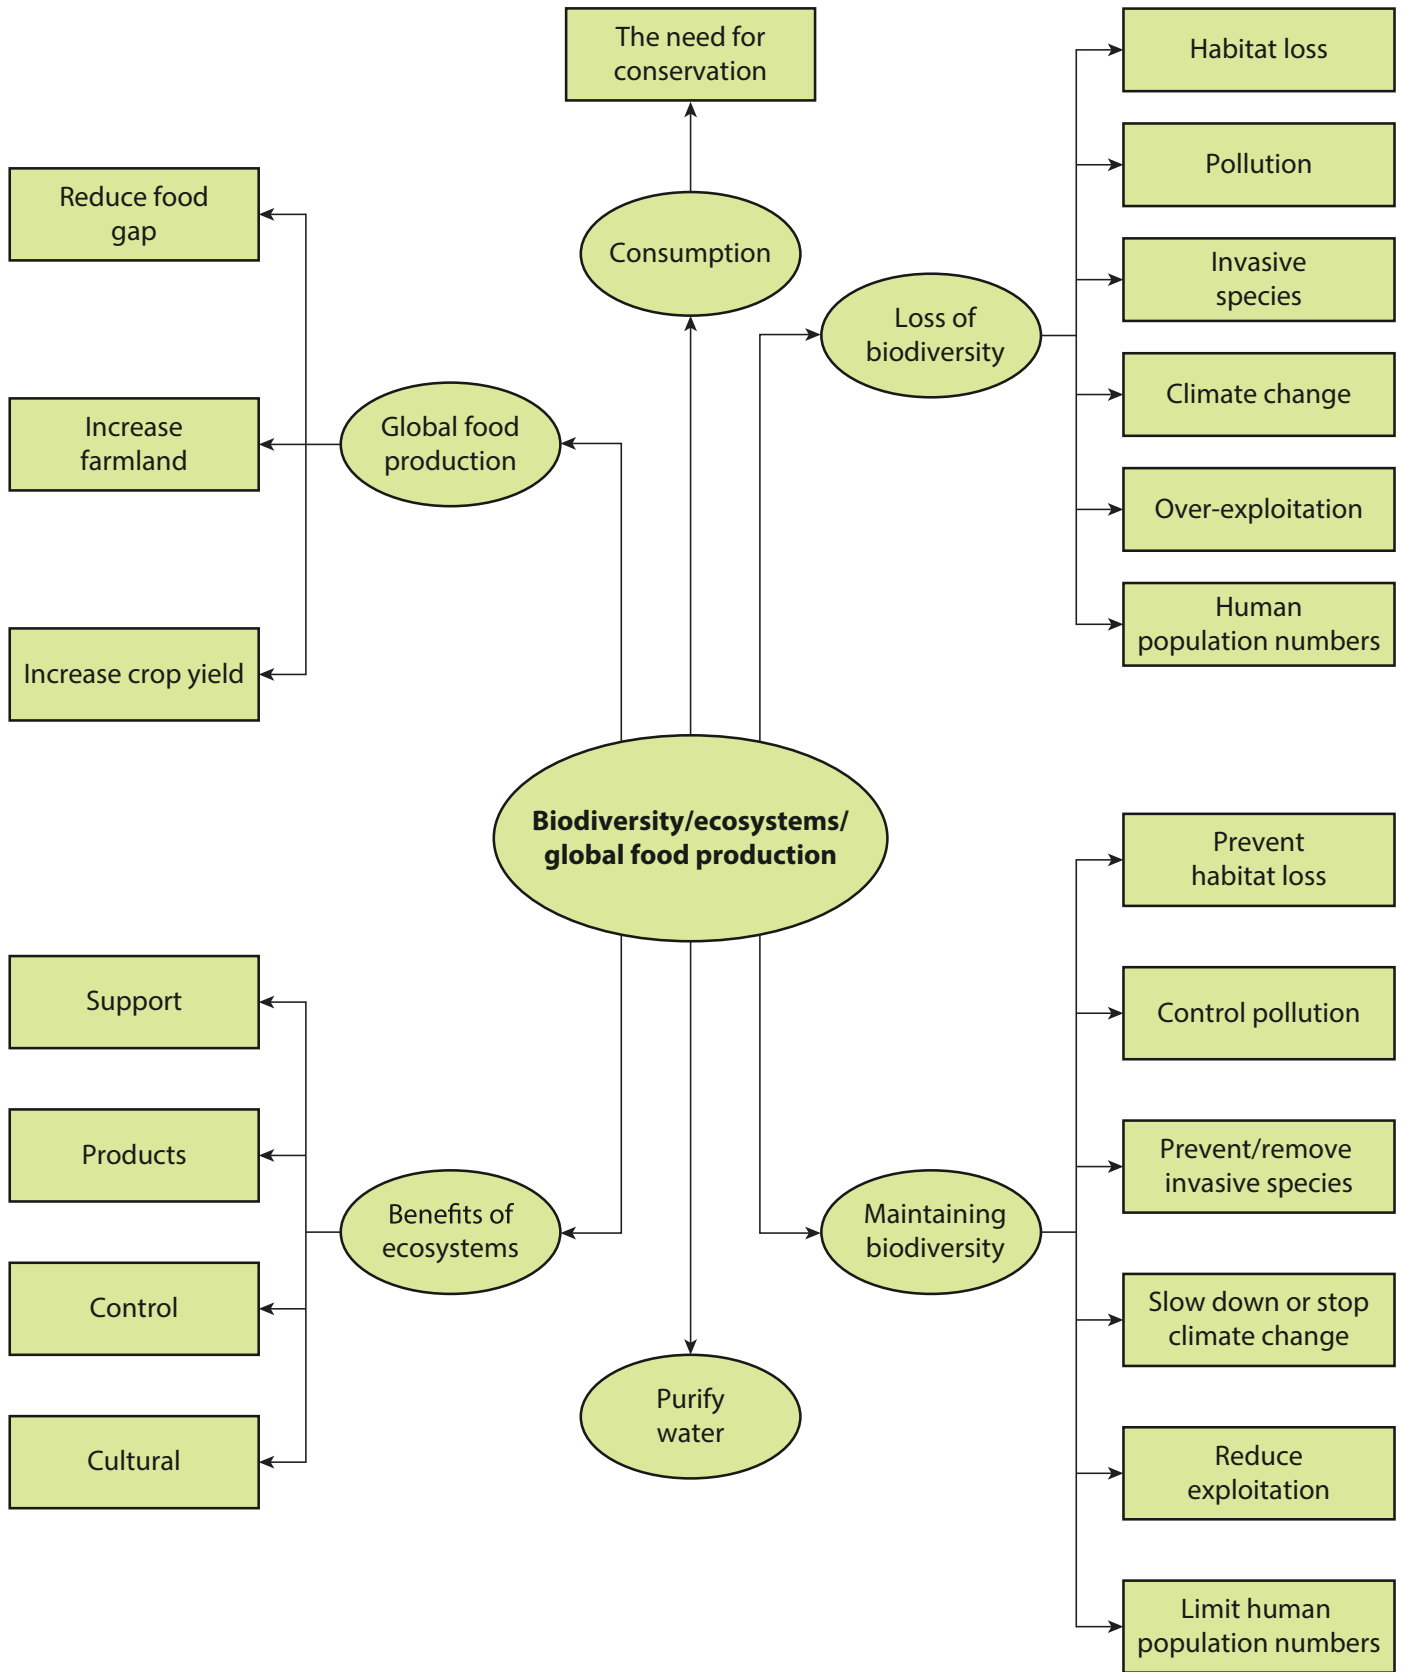 The need for
conservation
Consumption
Habitat loss
Pollution
Invasive
species
Climate change
Over-exploitation
Human
population numbers
Loss of
biodiversity
Reduce food
gap
Increase
farmland
Increase crop yield
Global food
production
Biodiversity/ecosystems/
global food production
Support
Products
Control
Cultural
Benefits of
ecosystems
Purify
water
Maintaining
biodiversity
Prevent
habitat loss
Control pollution
Prevent/remove
invasive species
Slow down or stop
climate change
Reduce
exploitation
Limit human
population numbers